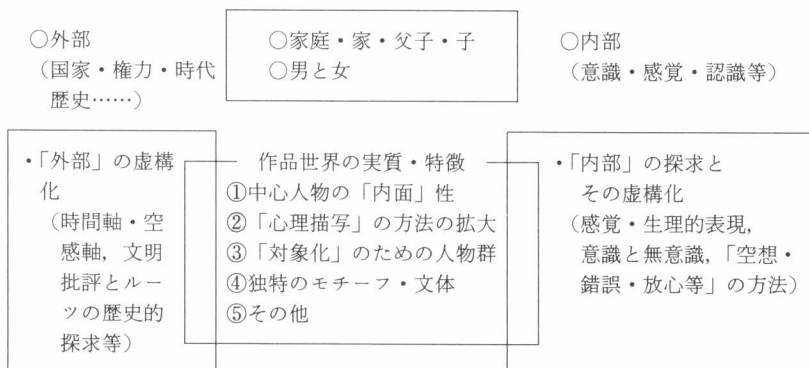 ○外部
(国家・権力・時代
歴史……)
○家庭・家・父子・子
○男と女
○内部
(意識・感覚・認識等)
・「外部」の虚構
化
(時間軸・空
感軸，文明
批評とルー
ツの歴史的
探求等)
作品世界の実質・特徴
①中心人物の「内面」性
②「心理描写」の方法の拡大
③「対象化」のための人物群
④独特のモチーフ・文体
⑤その他
・「内部」の探求と
その虚構化
(感覚・生理的表現，
意識と無意識，「空想・
錯誤・放心等」の方法)